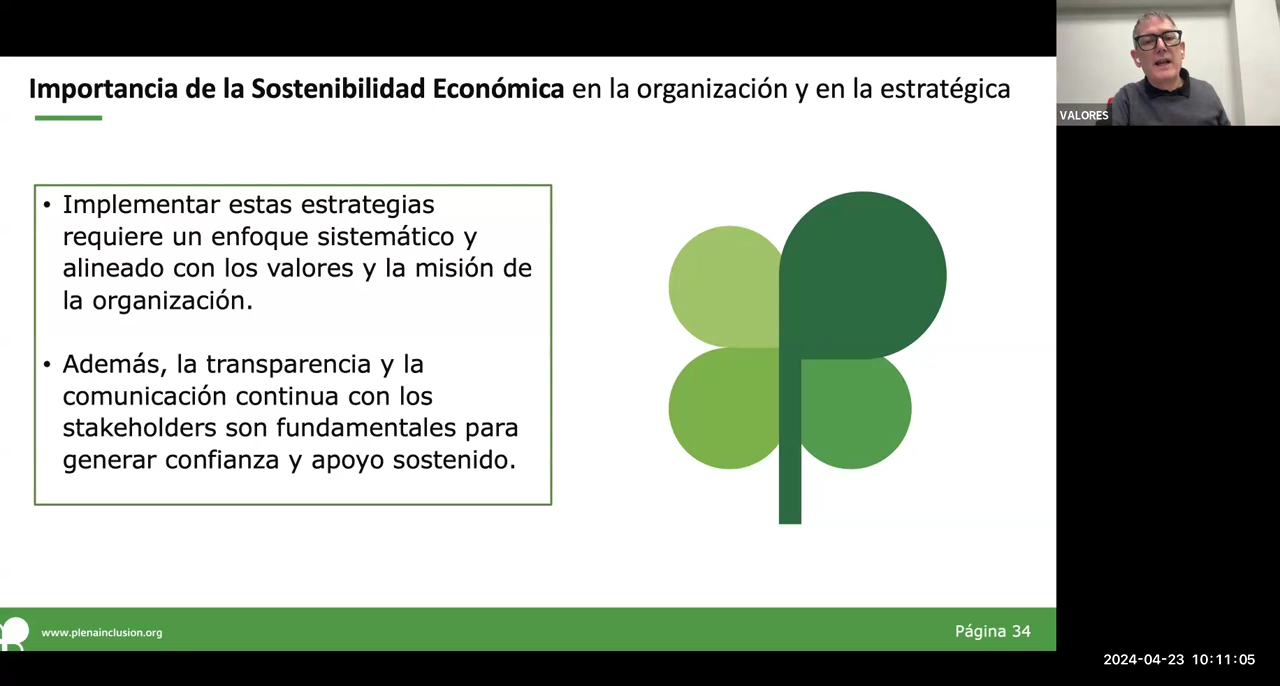 Importancia de la Sostenibilidad Económica en la organización y en la estratégica
VALORES
• Implementar estas estrategias
requiere un enfoque sistemático y
alineado con los valores y la misión de
la organización.
• Además, la transparencia y la
comunicación continua con los
stakeholders son fundamentales para
generar confianza y apoyo sostenido.
www.plenainclusion.org
Página 34
2024-04-23 10:11:05